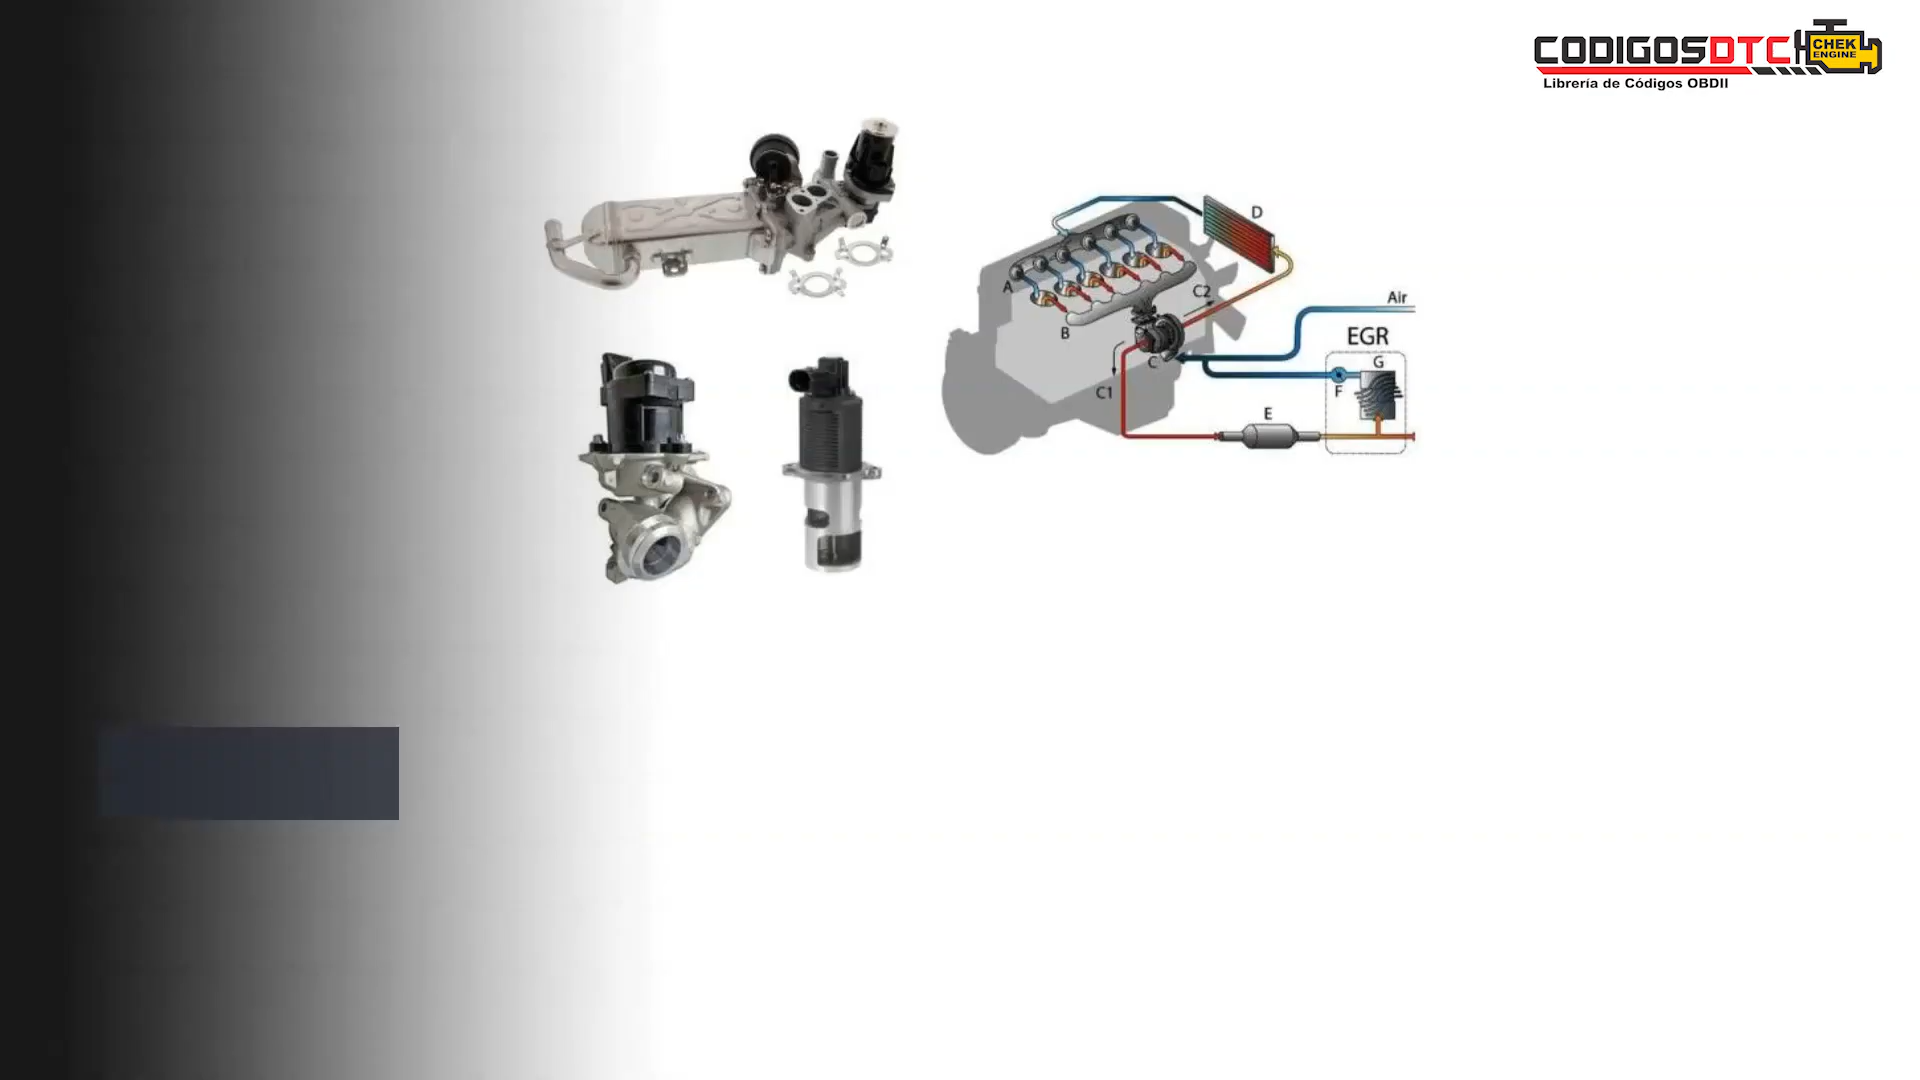 CODIGOSDTC
CHEK
ENGINE
Librería de Códigos OBDII
D
A
C2
B
Air
EGR
C
G
C1
F
E